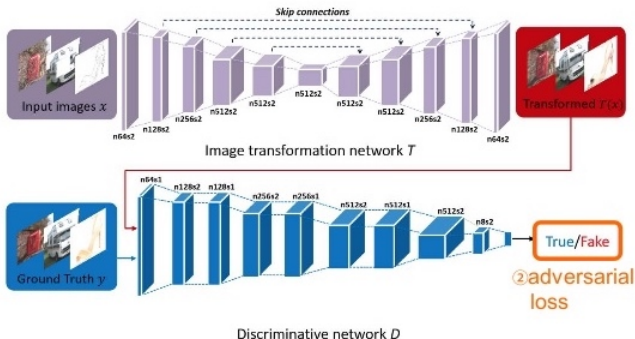 Skip connections
Input images x
n64s2
n128s2
n256s2
n512s2
n512s2
n512s2
n512s2
n512s2
n256s2
n128s2
n64s2
Transformed T(x)
Image transformation network T
n64s1
n128s2
n128s1
n256s2
n256s1
n512s2
n512s1
n512s2
n8s2
Ground Truth y
True/Fake
②adversarial
loss
Discriminative network D